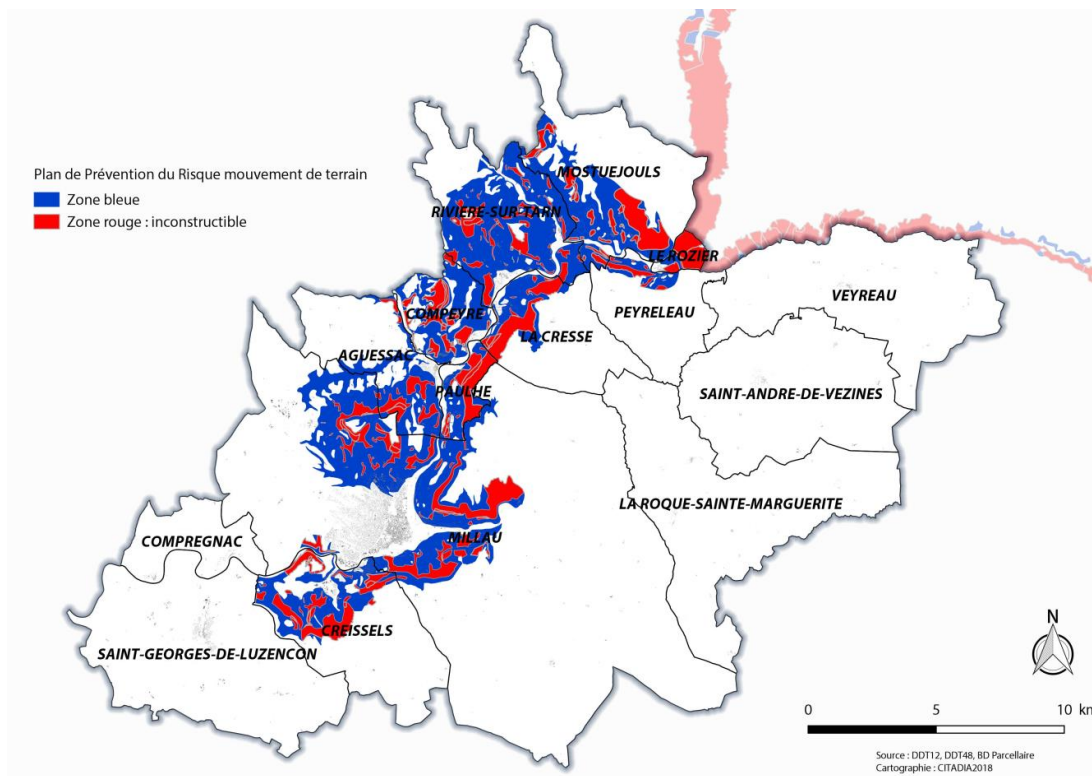 Plan de Prévention du Risque mouvement de terrain
Zone bleue
Zone rouge : inconstructible
MOSTUEJOULS
RIVIERE-SUR-TARN
LE ROZIER
VEYREAU
PEYRELEAU
COMPEYRE
LA CRESSE
AGUESSAC
PAULHE
SAINT-ANDRE-DE-VEZINES
LA ROQUE-SAINTE-MARGUERITE
COMPREGNAC
MILLAU
CREISSELS
SAINT-GEORGES-DE-LUZENCON
N
0 5 10 km
Source : DDT12, DDT48, BD Parcellaire
Cartographie : CITADIA2018